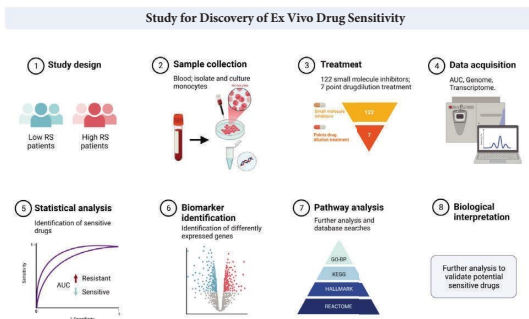 Study for Discovery of Ex Vivo Drug Sensitivity
1 Study design
Low RS
patients
High RS
patients
2 Sample collection
Blood; isolate and culture
monocytes
3 Treatment
122 small molecule inhibitors;
7 point drugdilution treatment
Small molecule
inhibitors
122
Points drug
dilution treatment
7
4 Data acquisition
AUC, Genome,
Transcriptome.
5 Statistical analysis
Identification of sensitive
drugs
Sensitivity
1
AUC
Resistant
Sensitive
0
1
6 Biomarker
identification
Identification of differently
expressed genes
7 Pathway analysis
Further analysis and
database searches
GO-BP
KEGG
HALLMARK
REACTOME
8 Biological
interpretation
Further analysis to
validate potential
sensitive drugs